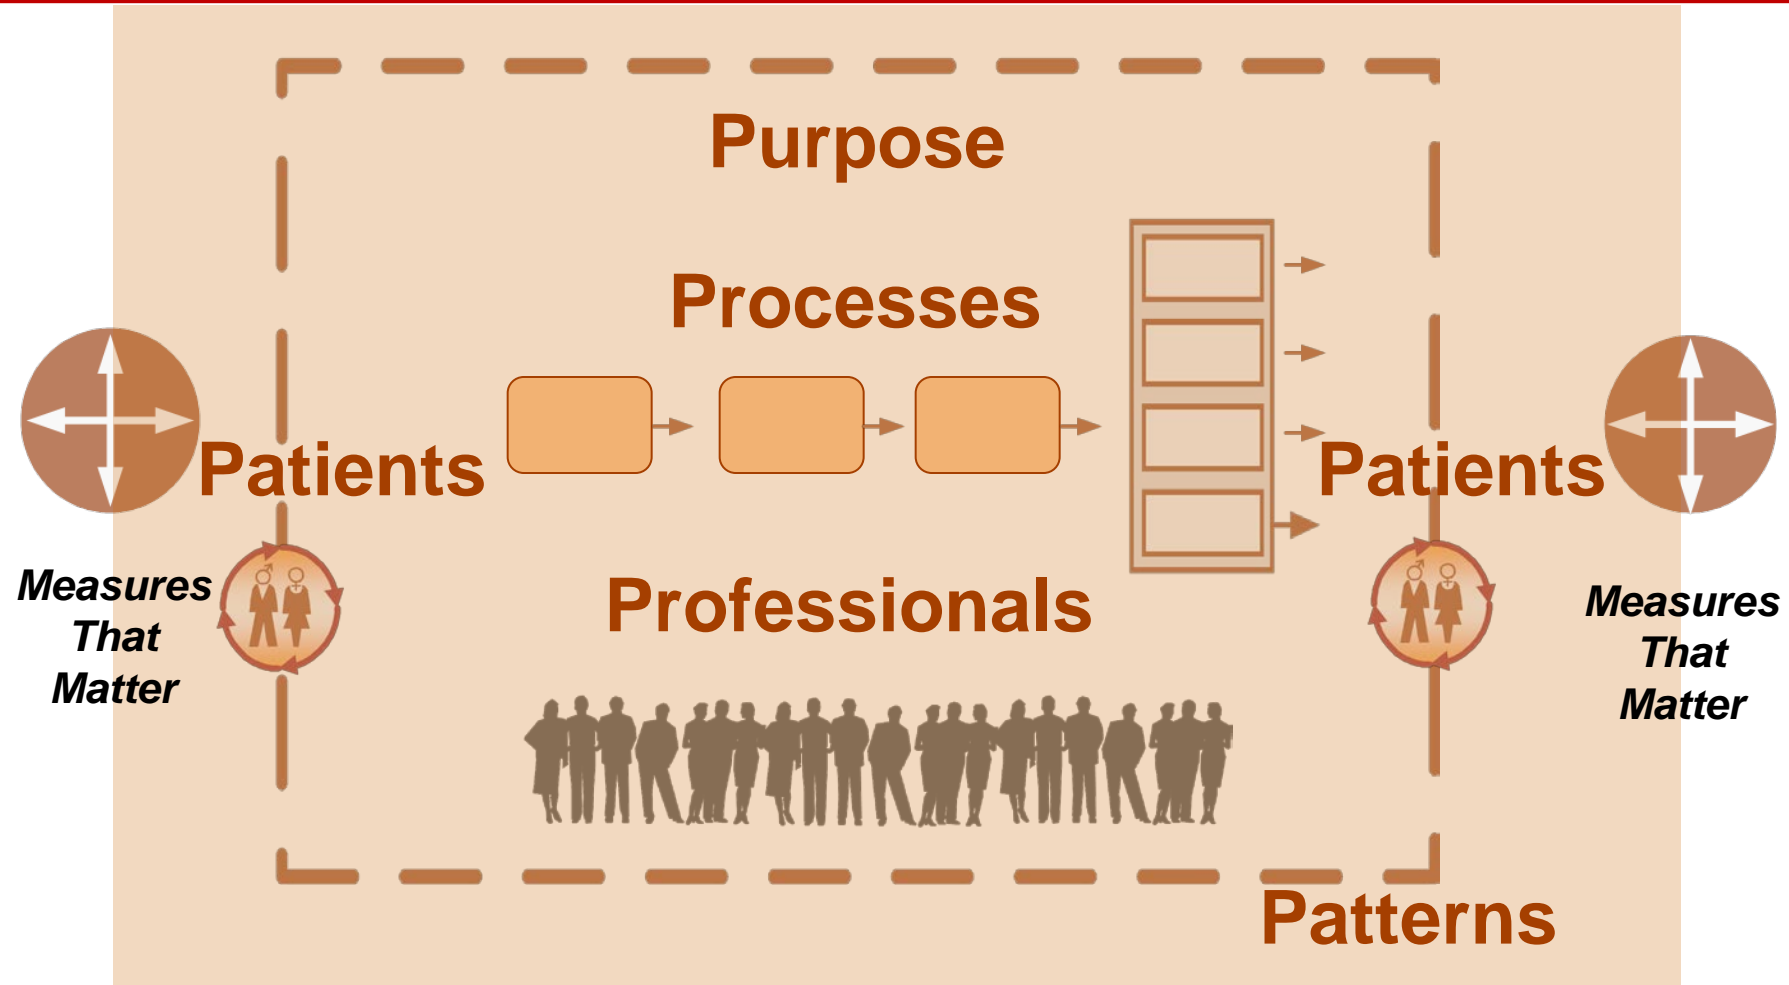 Purpose
Processes
Patients
Patients
Measures
That
Matter
Professionals
Measures
That
Matter
Patterns